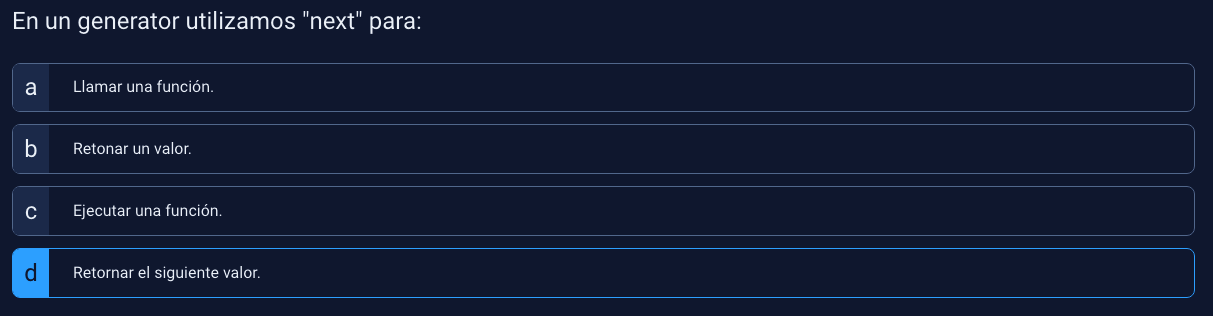 En un generator utilizamos "next" para:
a Llamar una función.
b Retonar un valor.
c Ejecutar una función.
d Retornar el siguiente valor.